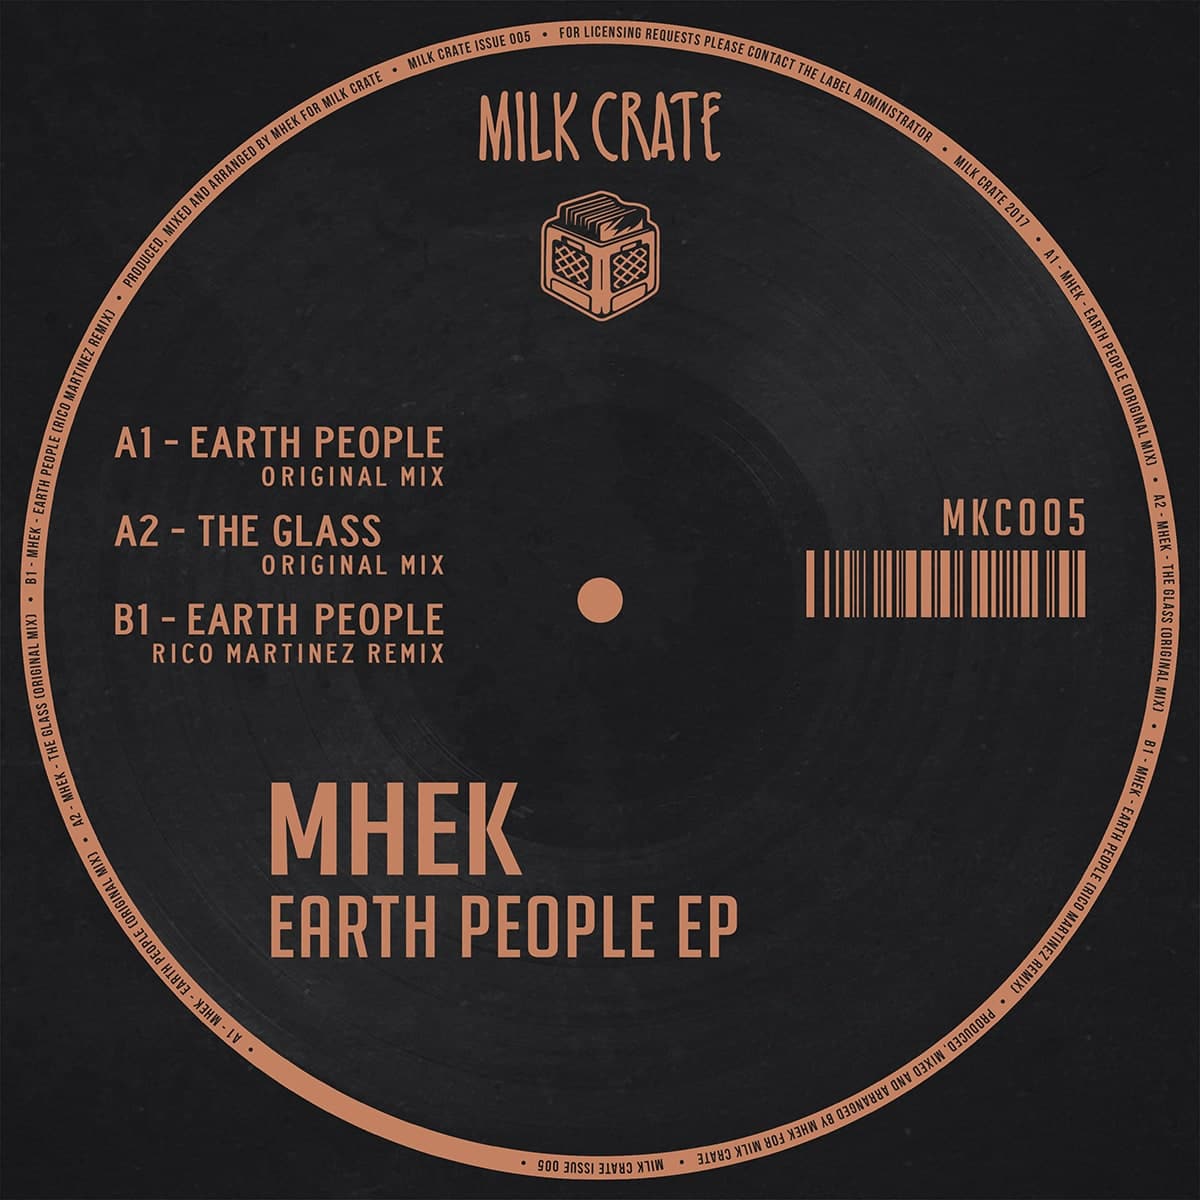 MILK CRATE
A1 - EARTH PEOPLE
ORIGINAL MIX
A2 - THE GLASS
ORIGINAL MIX
B1 - EARTH PEOPLE
RICO MARTINEZ REMIX
MKC005
MHEK
EARTH PEOPLE EP
• A1 - MHEK - EARTH PEOPLE (ORIGINAL MIX) • A2 - MHEK - THE GLASS (ORIGINAL MIX) • B1 - MHEK - EARTH PEOPLE (RICO MARTINEZ REMIX) • PRODUCED, MIXED AND ARRANGED BY MHEK FOR MILK CRATE • MILK CRATE ISSUE 005 • FOR LICENSING REQUESTS PLEASE CONTACT THE LABEL ADMINISTRATOR • MILK CRATE 2017 • A1 - MHEK - EARTH PEOPLE (ORIGINAL MIX) • A2 - MHEK - THE GLASS (ORIGINAL MIX) • B1 - MHEK - EARTH PEOPLE (RICO MARTINEZ REMIX) • PRODUCED, MIXED AND ARRANGED BY MHEK FOR MILK CRATE • MILK CRATE ISSUE 005 •